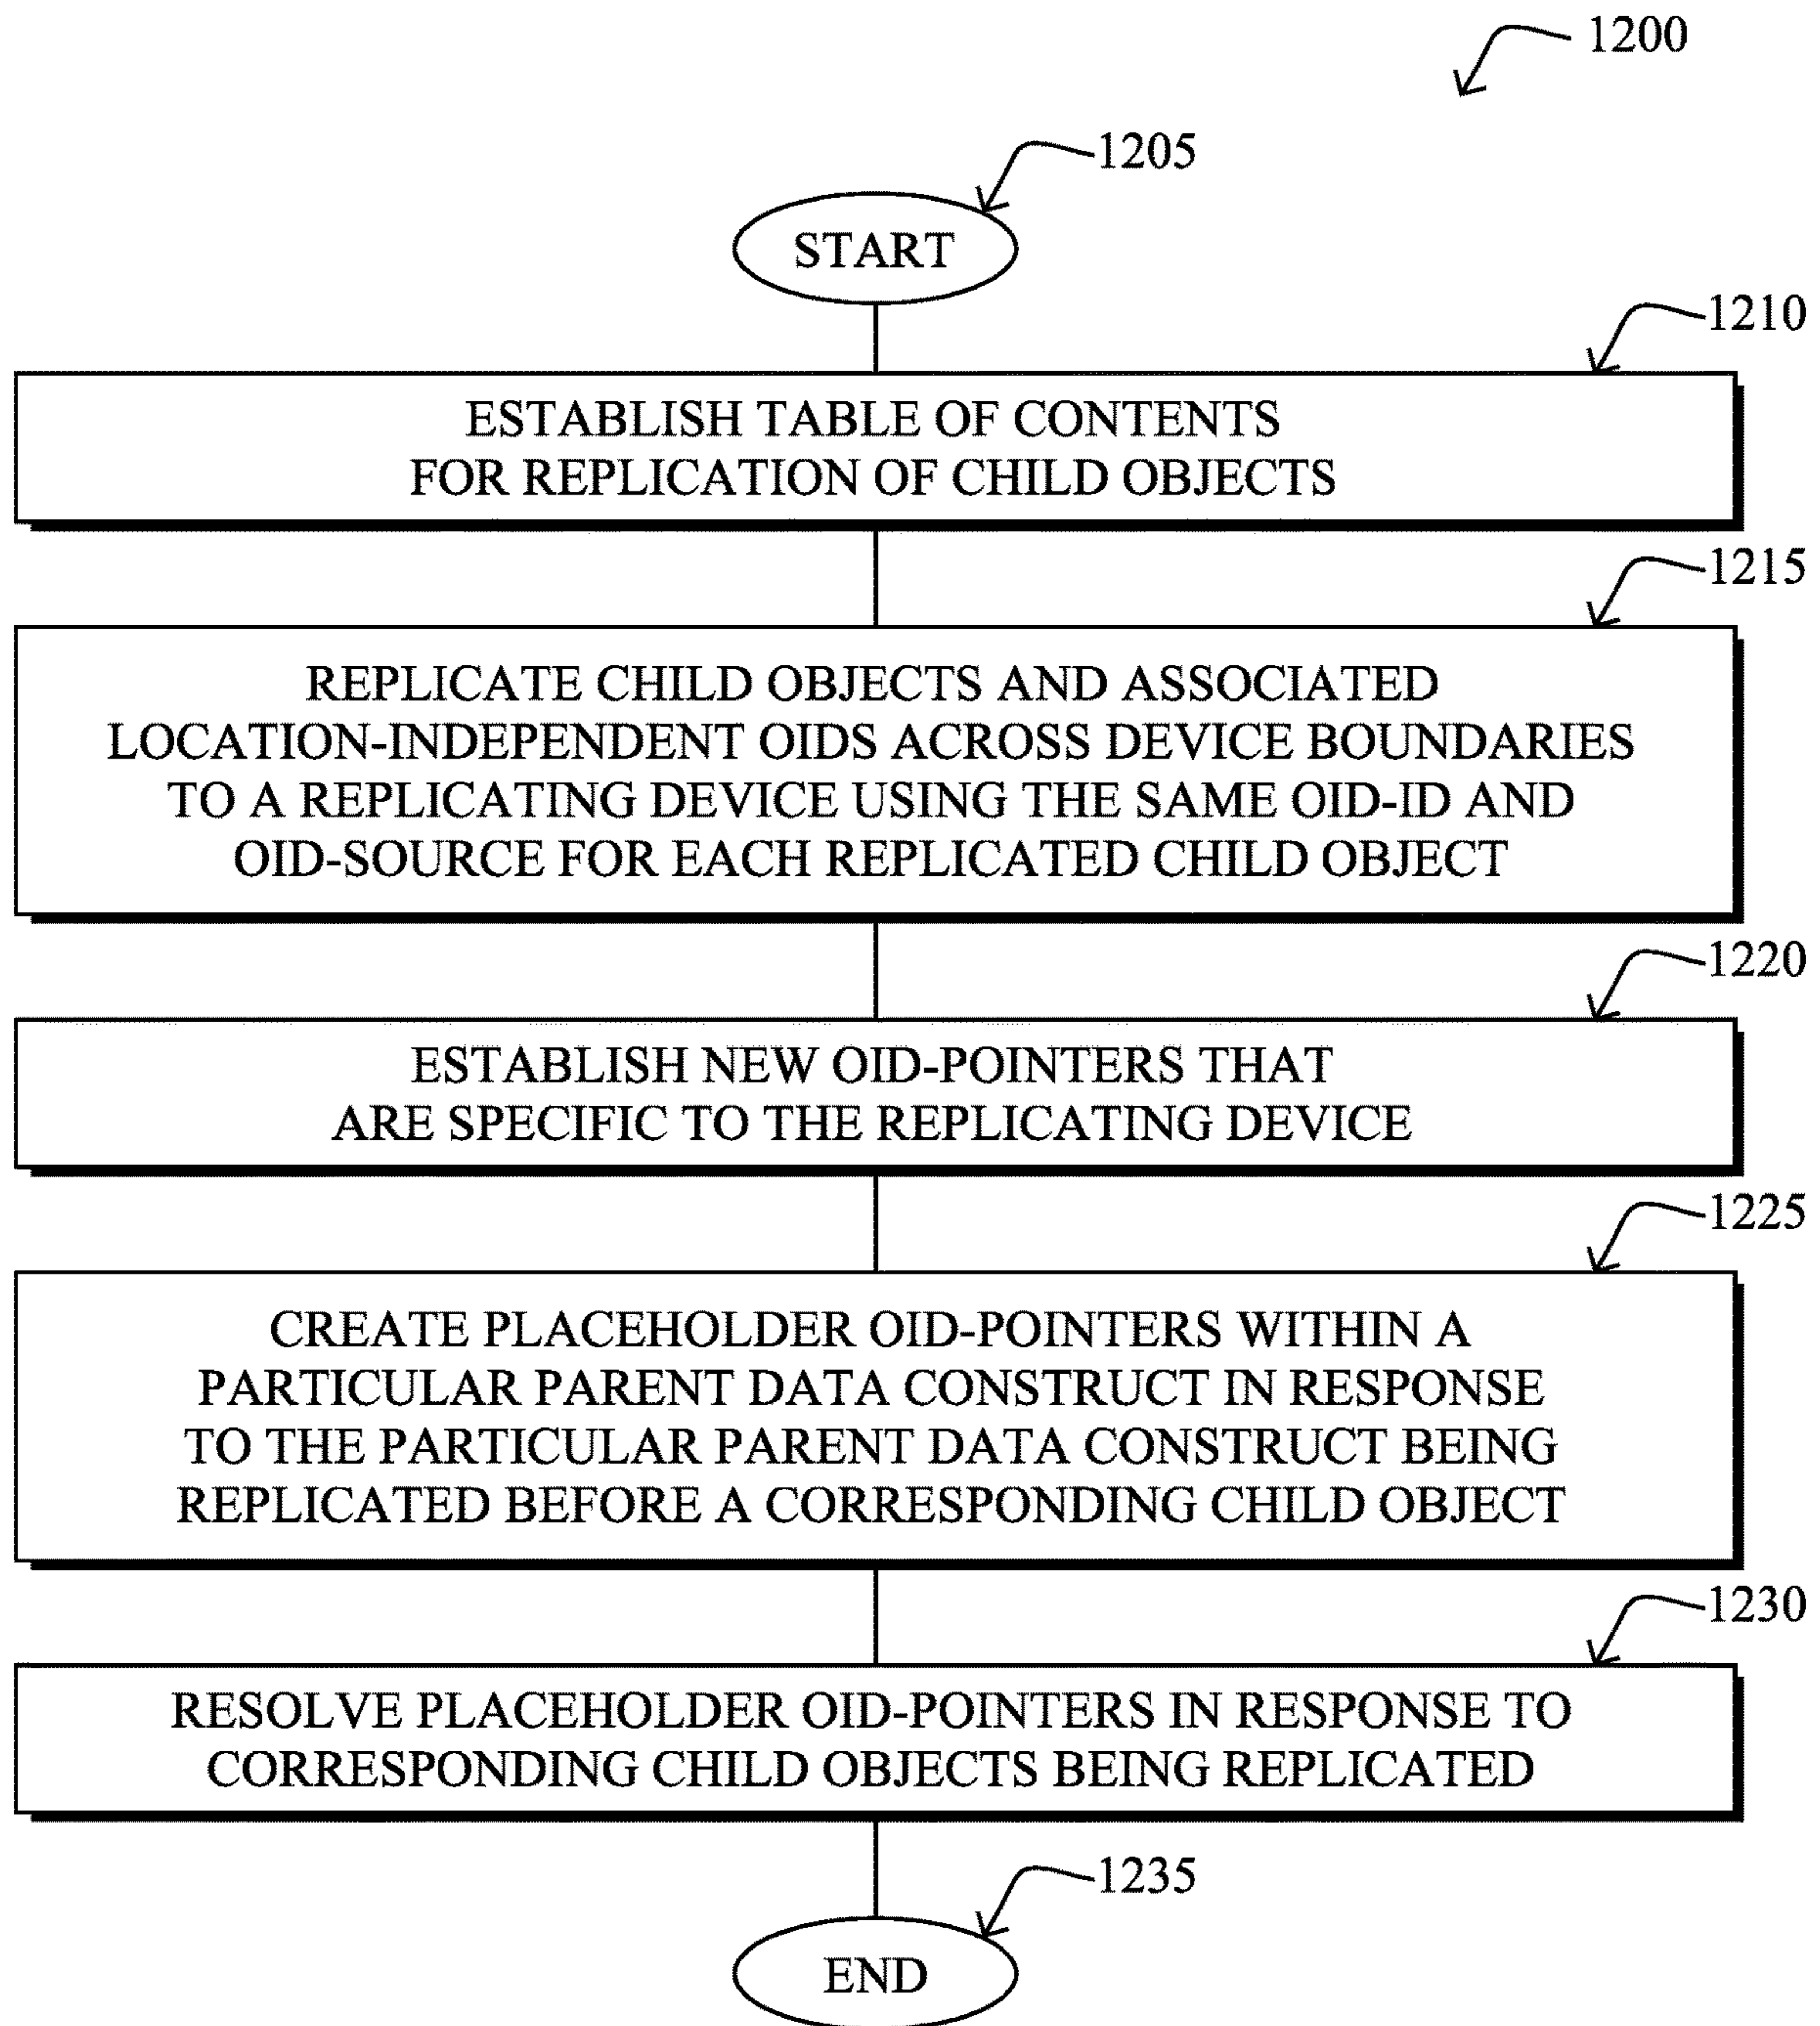 1200
1205
START
1210
ESTABLISH TABLE OF CONTENTS
FOR REPLICATION OF CHILD OBJECTS
1215
REPLICATE CHILD OBJECTS AND ASSOCIATED
LOCATION-INDEPENDENT OIDS ACROSS DEVICE BOUNDARIES
TO A REPLICATING DEVICE USING THE SAME OID-ID AND
OID-SOURCE FOR EACH REPLICATED CHILD OBJECT
1220
ESTABLISH NEW OID-POINTERS THAT
ARE SPECIFIC TO THE REPLICATING DEVICE
1225
CREATE PLACEHOLDER OID-POINTERS WITHIN A
PARTICULAR PARENT DATA CONSTRUCT IN RESPONSE
TO THE PARTICULAR PARENT DATA CONSTRUCT BEING
REPLICATED BEFORE A CORRESPONDING CHILD OBJECT
1230
RESOLVE PLACEHOLDER OID-POINTERS IN RESPONSE TO
CORRESPONDING CHILD OBJECTS BEING REPLICATED
1235
END